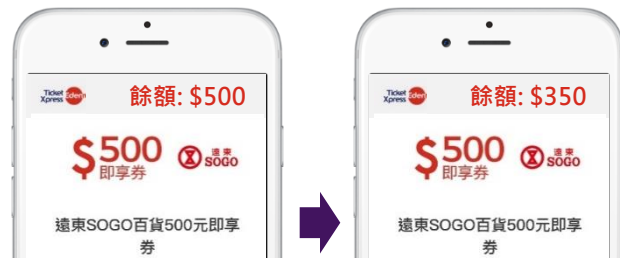 Ticket Xpress Eden
餘額: $500
$500
即享券
遠東
SOGO
遠東SOGO百貨500元即享
券
Ticket Xpress Eden
餘額: $350
$500
即享券
遠東
SOGO
遠東SOGO百貨500元即享
券